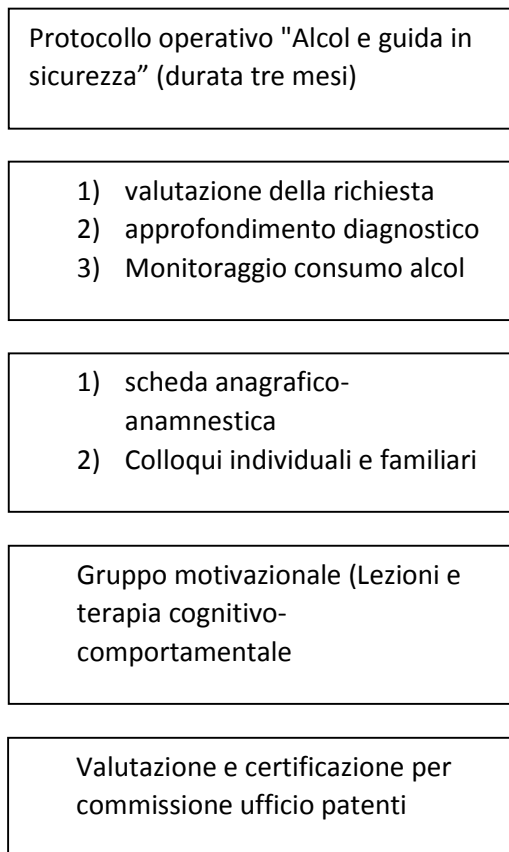 Protocollo operativo "Alcol e guida in
sicurezza” (durata tre mesi)
1) valutazione della richiesta
2) approfondimento diagnostico
3) Monitoraggio consumo alcol
1) scheda anagrafico-
anamnestica
2) Colloqui individuali e familiari
Gruppo motivazionale (Lezioni e
terapia cognitivo-
comportamentale
Valutazione e certificazione per
commissione ufficio patenti